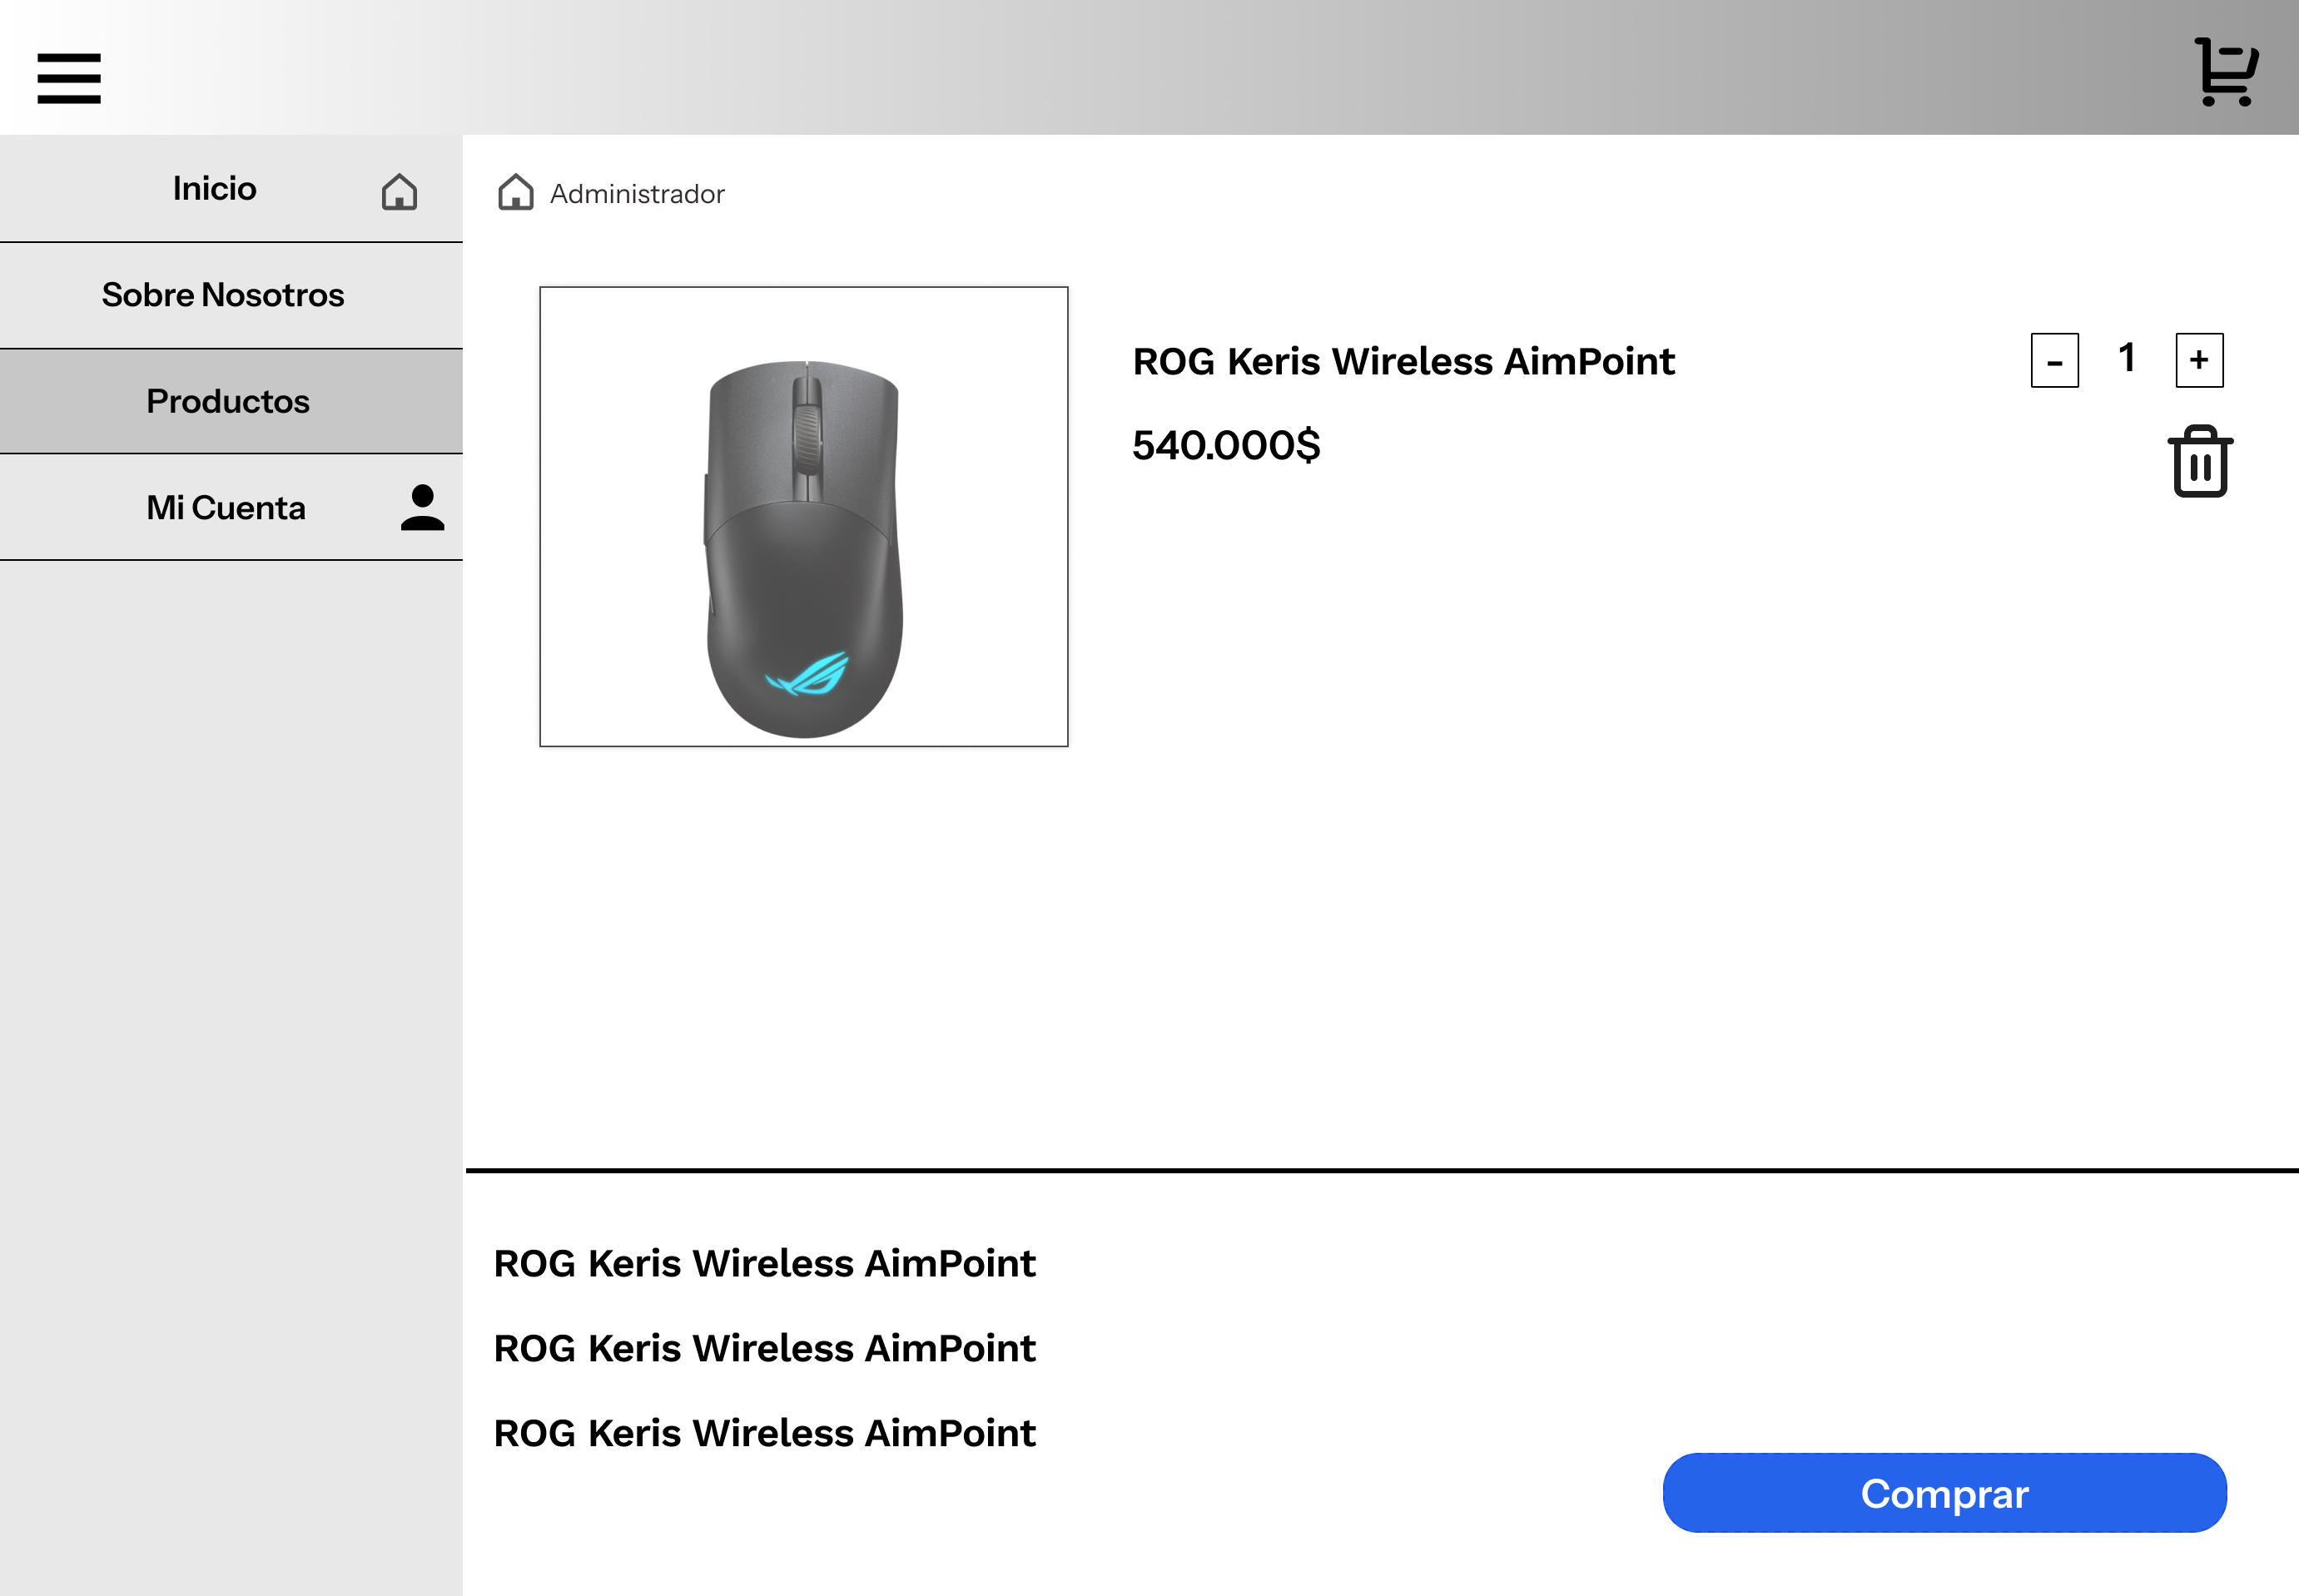 Inicio
Sobre Nosotros
Productos
Mi Cuenta
Administrador
ROG Keris Wireless AimPoint
- 1 +
540.000$
ROG Keris Wireless AimPoint
ROG Keris Wireless AimPoint
ROG Keris Wireless AimPoint
Comprar